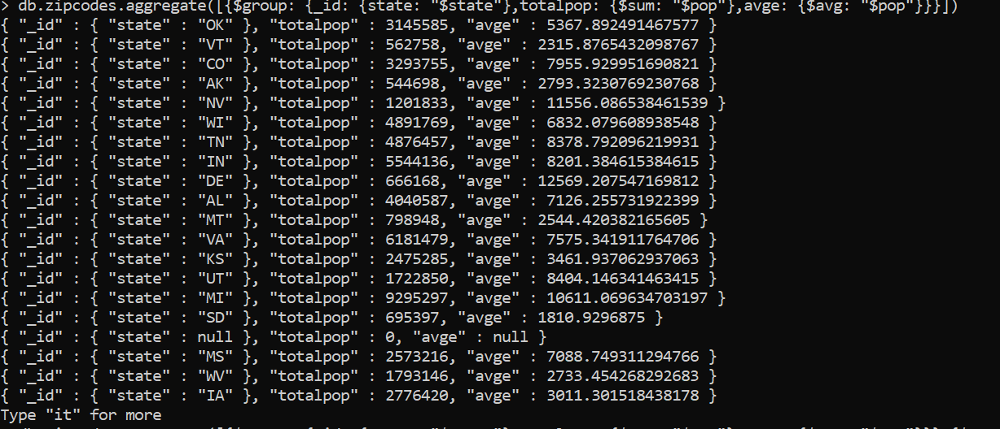 > db.zipcodes.aggregate([{$group: {_id: {state: "$state"},totalpop: {$sum: "$pop"},avge: {$avg: "$pop"}}}])
{ "_id" : { "state" : "OK" }, "totalpop" : 3145585, "avge" : 5367.892491467577 }
{ "_id" : { "state" : "VT" }, "totalpop" : 562758, "avge" : 2315.8765432098767 }
{ "_id" : { "state" : "CO" }, "totalpop" : 3293755, "avge" : 7955.929951690821 }
{ "_id" : { "state" : "AK" }, "totalpop" : 544698, "avge" : 2793.3230769230768 }
{ "_id" : { "state" : "NV" }, "totalpop" : 1201833, "avge" : 11556.086538461539 }
{ "_id" : { "state" : "WI" }, "totalpop" : 4891769, "avge" : 6832.079608938548 }
{ "_id" : { "state" : "TN" }, "totalpop" : 4876457, "avge" : 8378.792096219931 }
{ "_id" : { "state" : "IN" }, "totalpop" : 5544136, "avge" : 8201.384615384615 }
{ "_id" : { "state" : "DE" }, "totalpop" : 666168, "avge" : 12569.207547169812 }
{ "_id" : { "state" : "AL" }, "totalpop" : 4040587, "avge" : 7126.255731922399 }
{ "_id" : { "state" : "MT" }, "totalpop" : 798948, "avge" : 2544.420382165605 }
{ "_id" : { "state" : "VA" }, "totalpop" : 6181479, "avge" : 7575.341911764706 }
{ "_id" : { "state" : "KS" }, "totalpop" : 2475285, "avge" : 3461.937062937063 }
{ "_id" : { "state" : "UT" }, "totalpop" : 1722850, "avge" : 8404.146341463415 }
{ "_id" : { "state" : "MI" }, "totalpop" : 9295297, "avge" : 10611.069634703197 }
{ "_id" : { "state" : "SD" }, "totalpop" : 695397, "avge" : 1810.9296875 }
{ "_id" : { "state" : null }, "totalpop" : 0, "avge" : null }
{ "_id" : { "state" : "MS" }, "totalpop" : 2573216, "avge" : 7088.749311294766 }
{ "_id" : { "state" : "WV" }, "totalpop" : 1793146, "avge" : 2733.454268292683 }
{ "_id" : { "state" : "IA" }, "totalpop" : 2776420, "avge" : 3011.301518438178 }
Type "it" for more